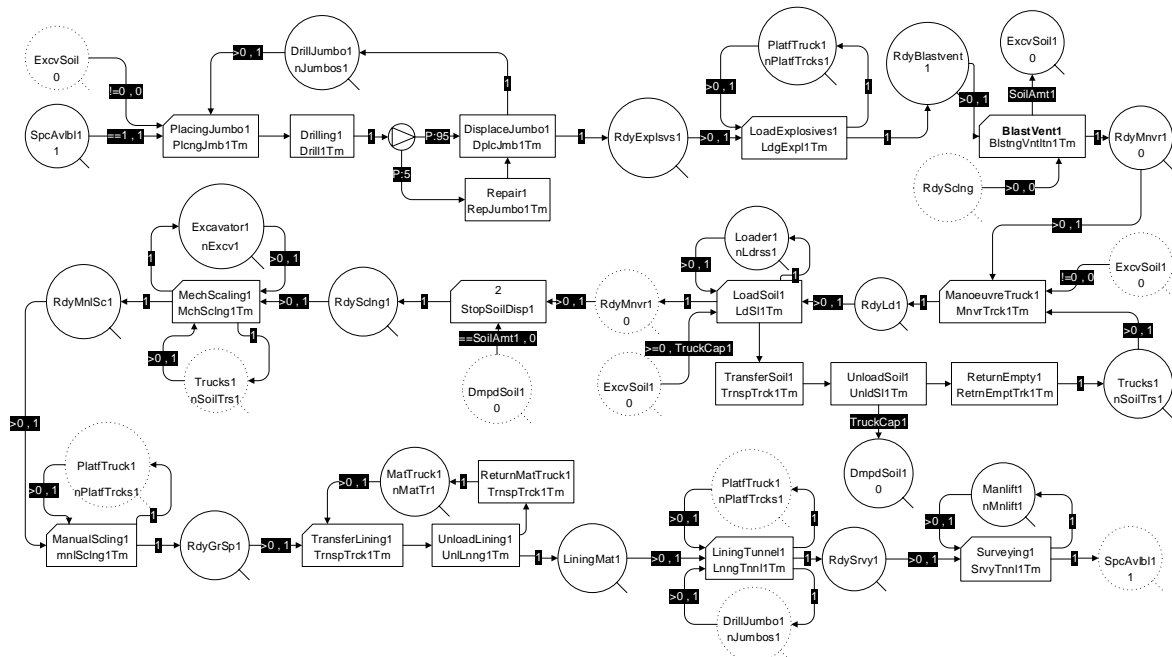 ExcvSoil
0
>0 , 1
DrillJumbo1
nJumbos1
!=0 , 0
SpcAvlbl1
1
==1 , 1
PlacingJumbo1
PlcngJmb1Tm
Drilling1
Drill1Tm
1
P:95
P:5
1
DisplaceJumbo1
DplcJmb1Tm
Repair1
RepJumbo1Tm
1
RdyExplsvs1
>0 , 1
PlatfTruck1
nPlatfTrcks1
>0 , 1
1
LoadExplosives1
LdgExpl1Tm
1
RdyBlastvent
1
>0 , 1
ExcvSoil1
0
SoilAmt1
BlastVent1
BlstngVntltn1Tm
1
RdyMnvr1
0
RdySclng
>0 , 0
>0 , 1
RdyMnlSc1
1
Excavator1
nExcv1
1
>0 , 1
MechScaling1
MchSclng1Tm
>0 , 1
1
Trucks1
nSoilTrs1
>0 , 1
RdySclng1
1
2
StopSoilDisp1
==SoilAmt1 , 0
DmpdSoil1
0
>0 , 1
RdyMnvr1
0
1
Loader1
nLdrss1
>0 , 1
1
LoadSoil1
LdSl1Tm
>=0 , TruckCap1
ExcvSoil1
0
>0 , 1
RdyLd1
1
ManoeuvreTruck1
MnvrTrck1Tm
!=0 , 0
ExcvSoil1
0
>0 , 1
TransferSoil1
TrnspTrck1Tm
UnloadSoil1
UnldSl1Tm
ReturnEmpty1
RetrnEmptTrk1Tm
1
Trucks1
nSoilTrs1
TruckCap1
DmpdSoil1
0
>0 , 1
PlatfTruck1
nPlatfTrcks1
>0 , 1
1
ManualSclng1
mnlSclng1Tm
1
RdyGrSp1
>0 , 1
MatTruck1
nMatTr1
>0 , 1
1
ReturnMatTruck1
TrnspTrck1Tm
TransferLining1
TrnspTrck1Tm
UnloadLining1
UnlLnng1Tm
1
1
LiningMat1
>0 , 1
PlatfTruck1
nPlatfTrcks1
>0 , 1
1
LiningTunnel1
LnngTnnl1Tm
>0 , 1
1
DrillJumbo1
nJumbos1
1
RdySrvy1
>0 , 1
Manlift1
nMnlift1
>0 , 1
1
Surveying1
SrvyTnnl1Tm
1
SpcAvlbl1
1